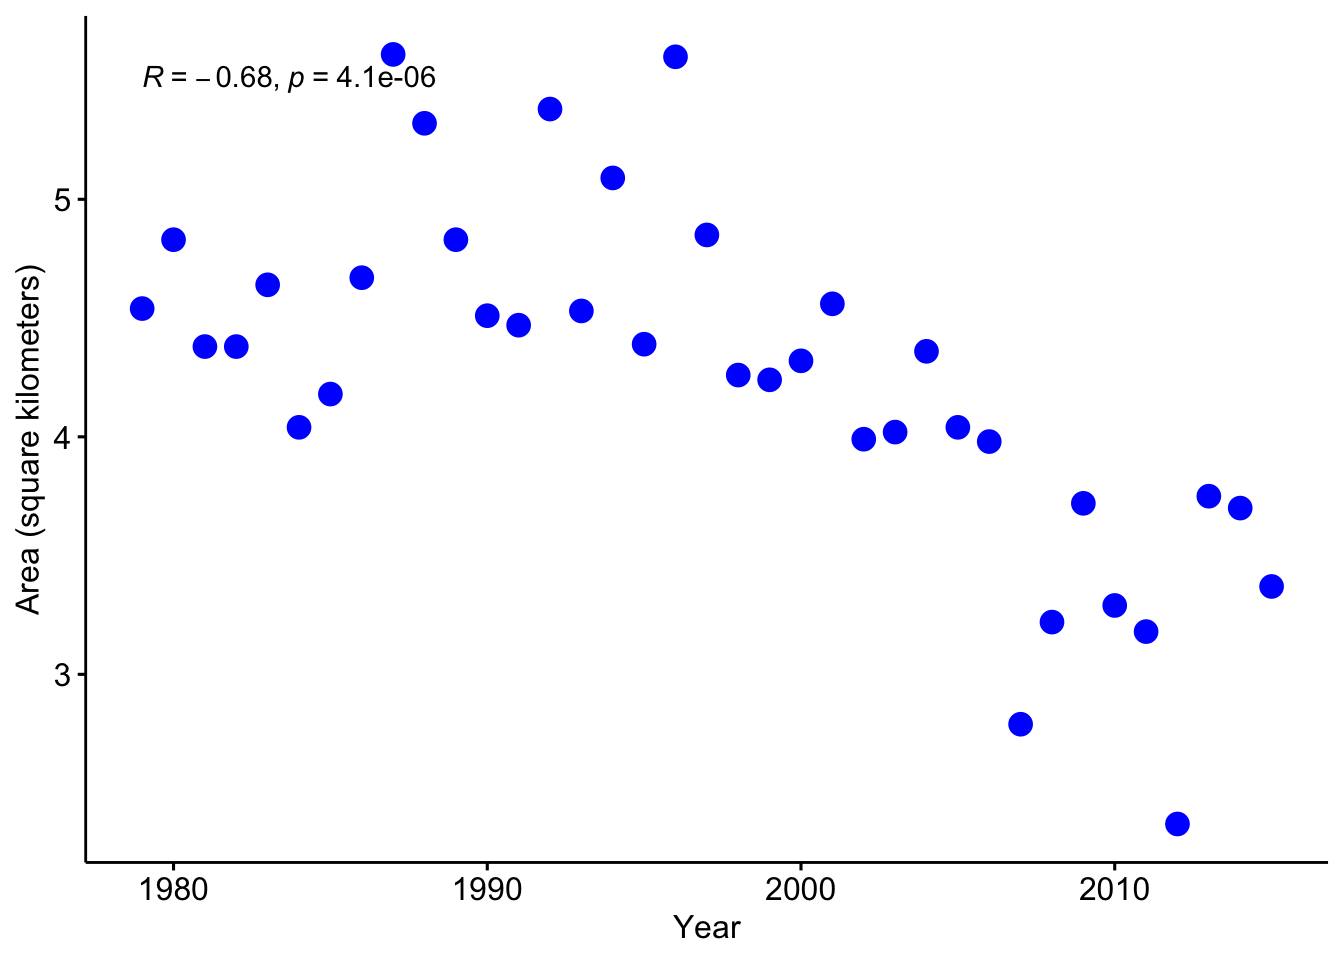 R = −0.68, p = 4.1e-06
5
4
3
Area (square kilometers)
1980 1990 2000 2010
Year